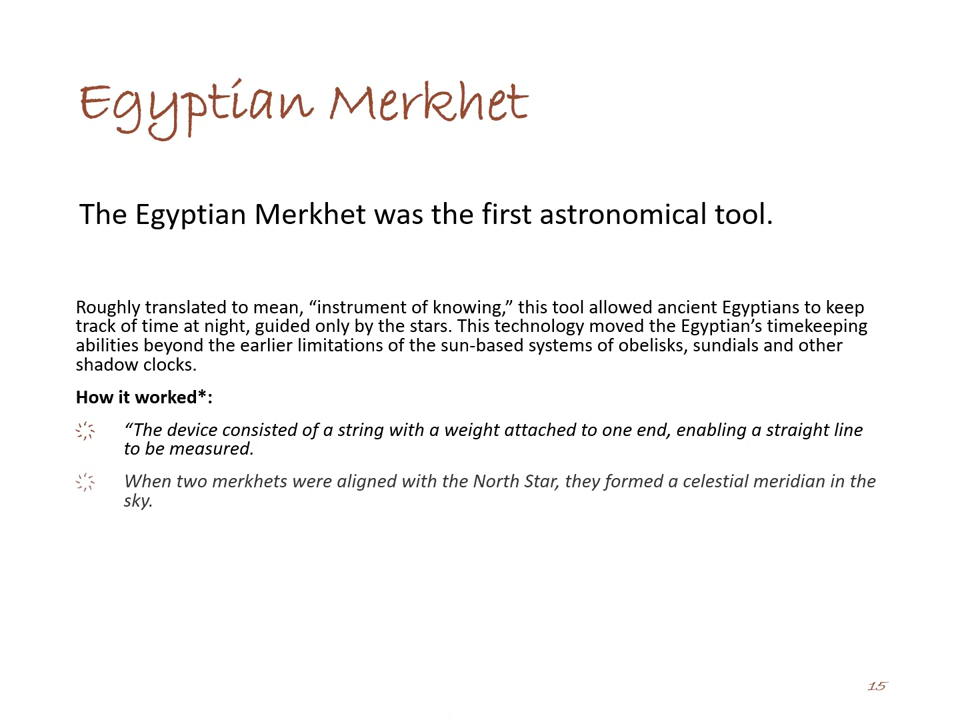 Egyptian Merkhet
The Egyptian Merkhet was the first astronomical tool.
Roughly translated to mean, “instrument of knowing,” this tool allowed ancient Egyptians to keep
track of time at night, guided only by the stars. This technology moved the Egyptian’s timekeeping
abilities beyond the earlier limitations of the sun-based systems of obelisks, sundials and other
shadow clocks.
How it worked*:
“The device consisted of a string with a weight attached to one end, enabling a straight line
to be measured.
When two merkhets were aligned with the North Star, they formed a celestial meridian in the
sky.
15